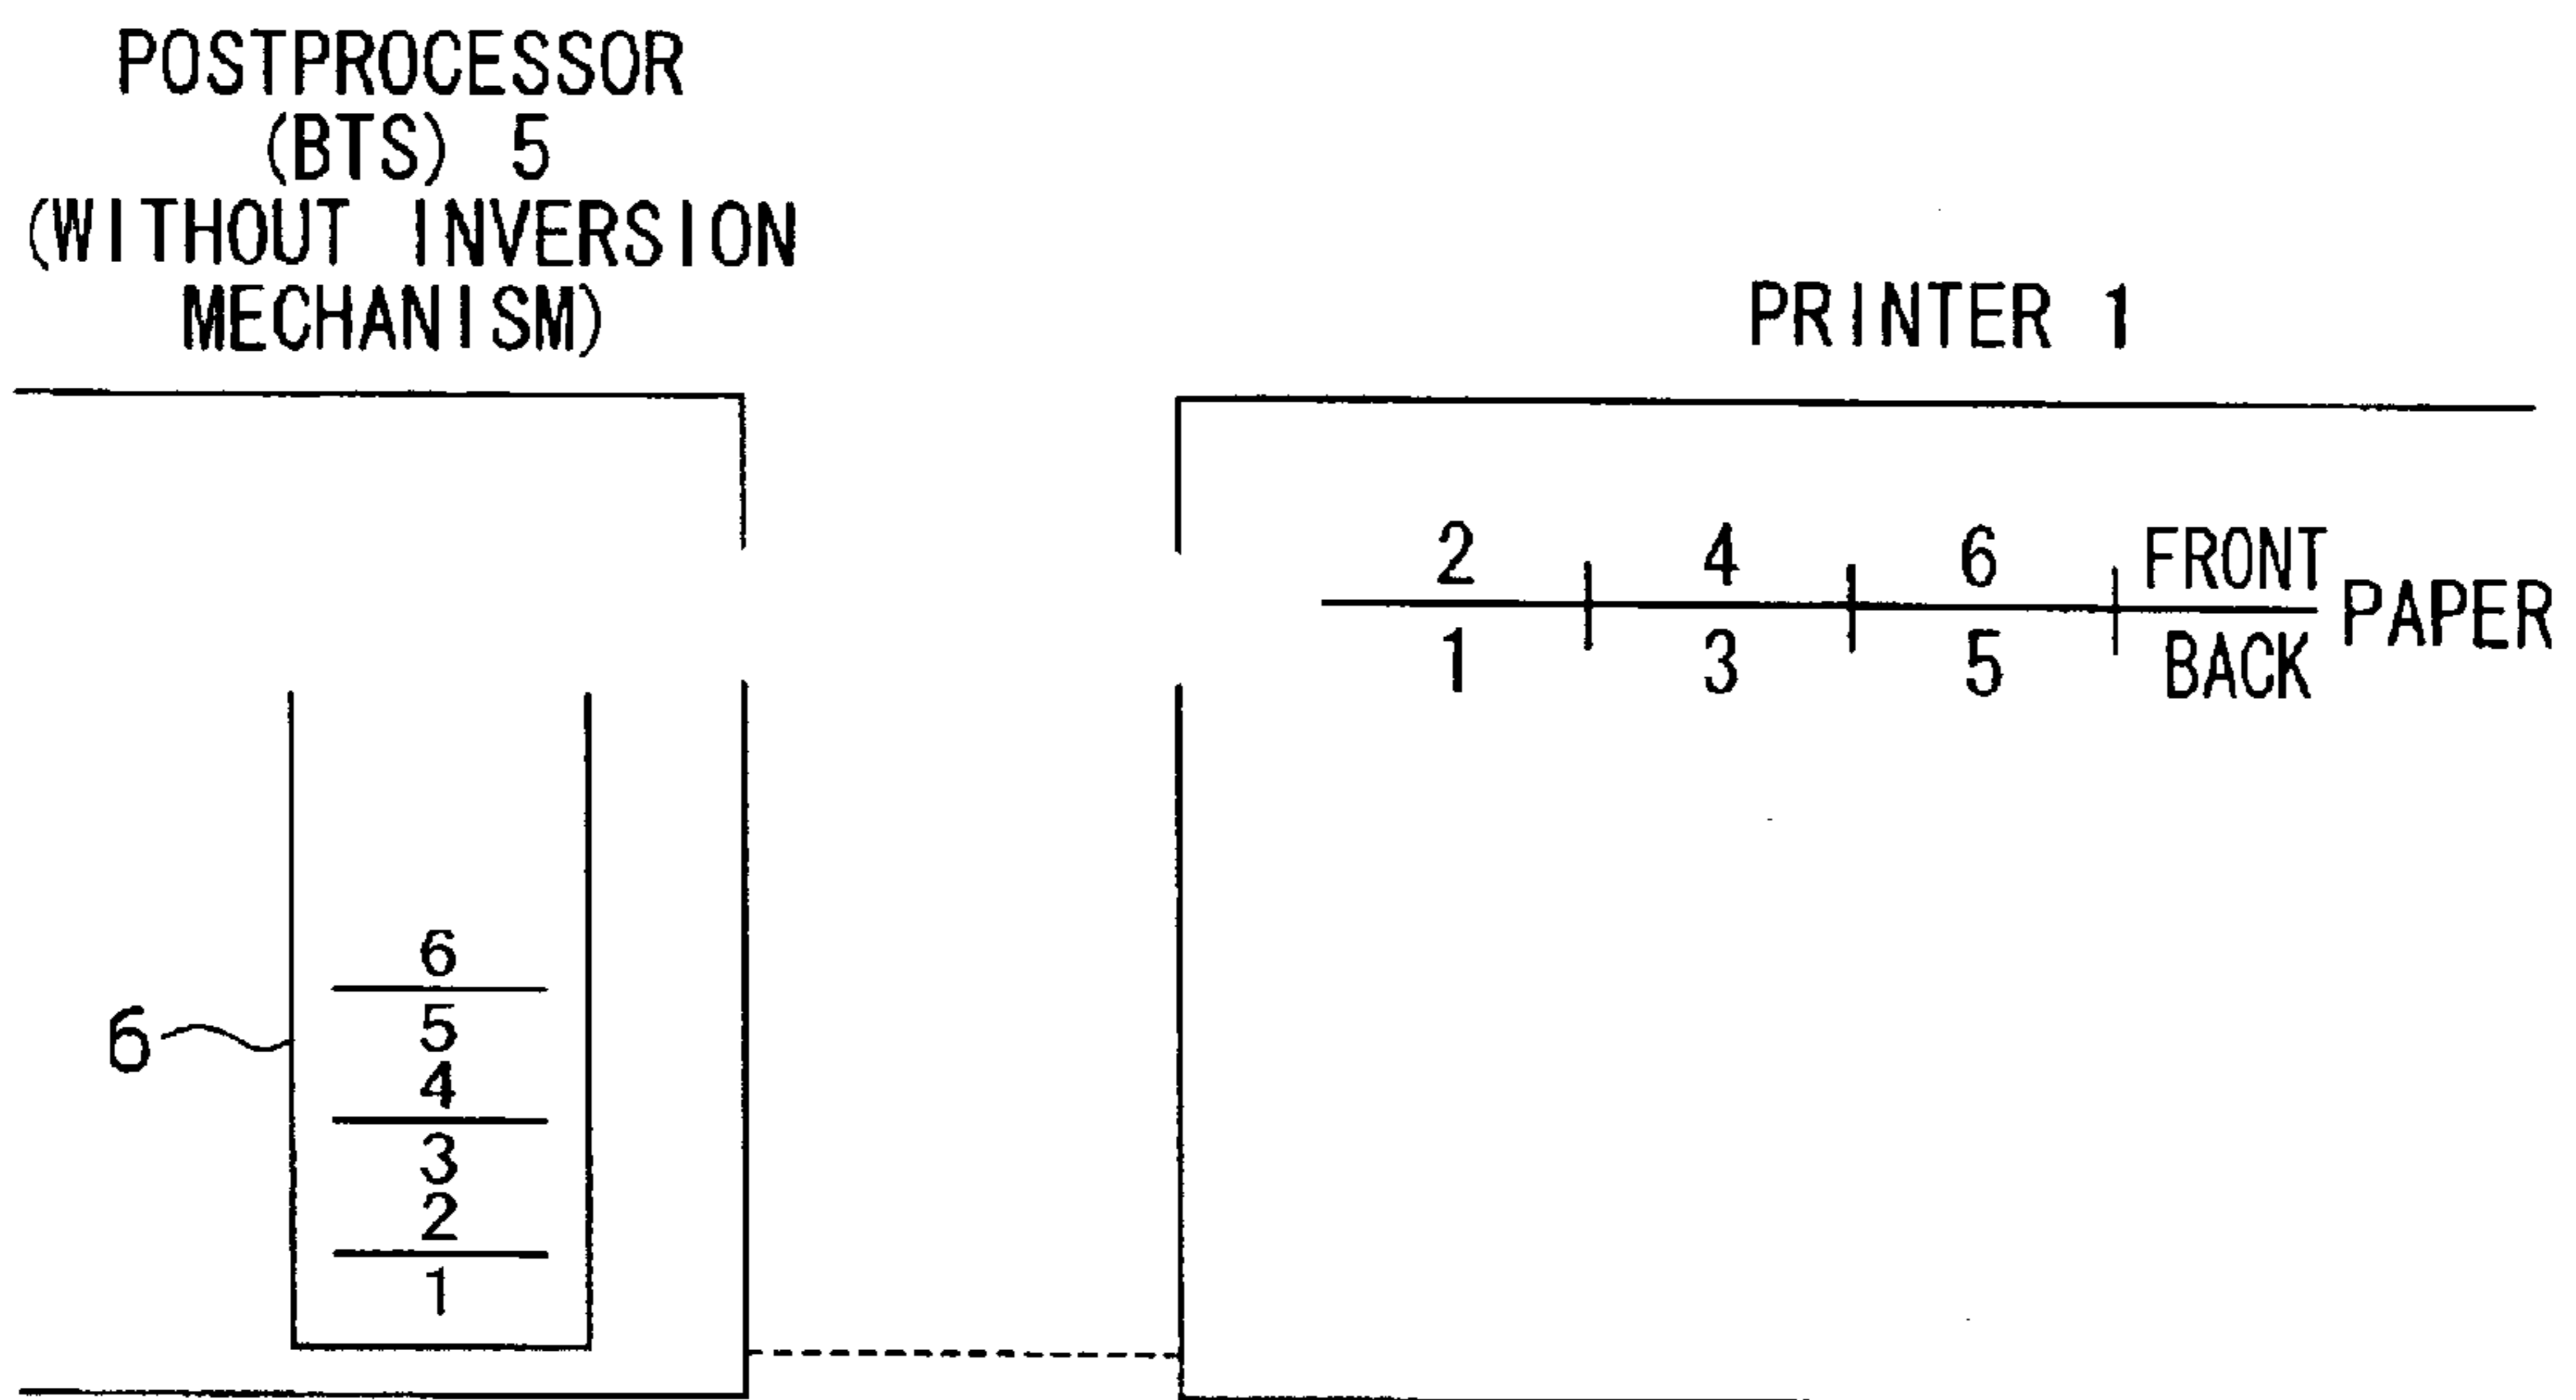 POSTPROCESSOR
(BTS) 5
(WITHOUT INVERSION
MECHANISM)
PRINTER 1
2 4 6 FRONT
PAPER
1 3 5 BACK
6
5
4
3
2
1
6